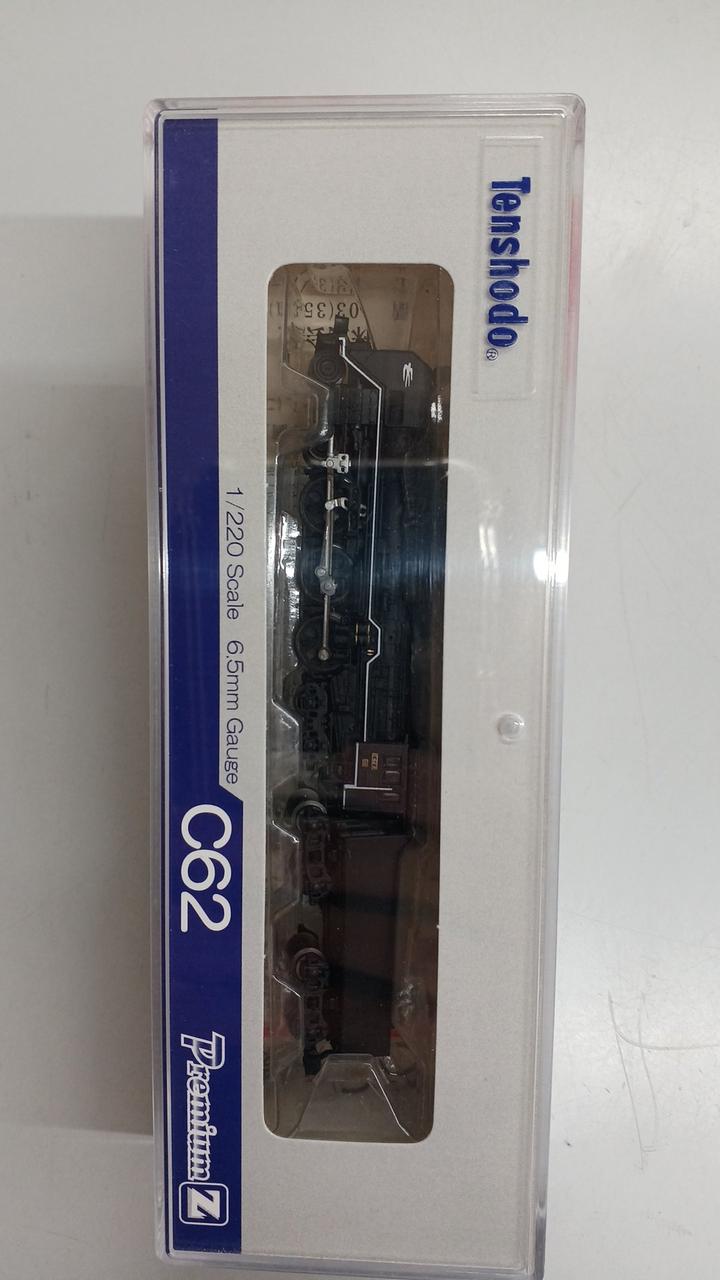 Tenshodo®
1/220 Scale 6.5mm Gauge
C62
Premium Z